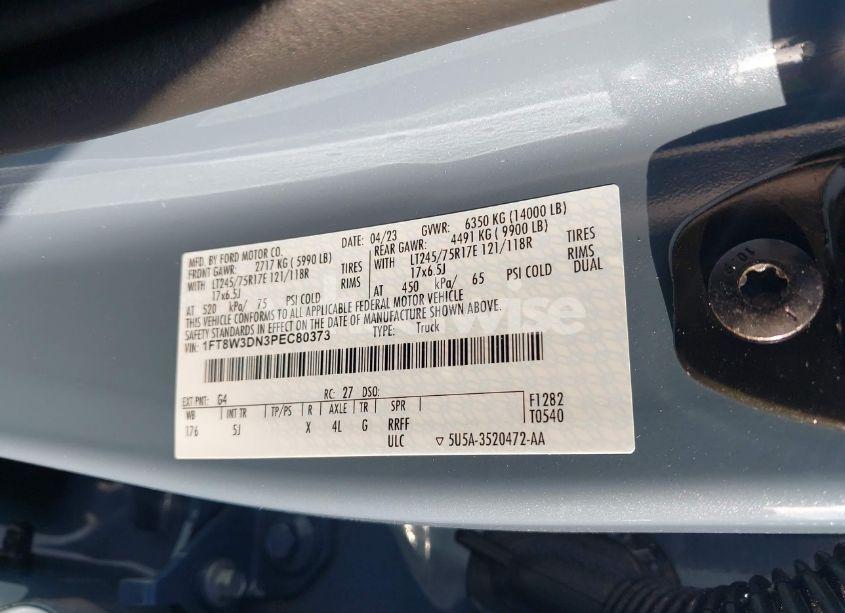 MFD. BY FORD MOTOR CO. DATE: 04/23 GVWR: 6350 KG (14000 LB)
FRONT GAWR: 2717 KG ( 5990 LB) REAR GAWR: 4491 KG ( 9900 LB)
WITH LT245/75R17E 121/118R TIRES WITH LT245/75R17E 121/118R TIRES
17x6.5J RIMS 17x6.5J RIMS
AT 520 kPa/ 75 PSI COLD AT 450 kPa/ 65 PSI COLD DUAL
THIS VEHICLE CONFORMS TO ALL APPLICABLE FEDERAL MOTOR VEHICLE
SAFETY STANDARDS IN EFFECT ON THE DATE OF MANUFACTURE SHOWN ABOVE.
VIN: 1FT8W3DN3PEC80373 TYPE: Truck
EXT PNT: G4 RC: 27 DSO: F1282
WB INT TR TP/PS R AXLE TR SPR T0540
176 5J X 4L G RRFF
ULC ▽ 5U5A-3520472-AA